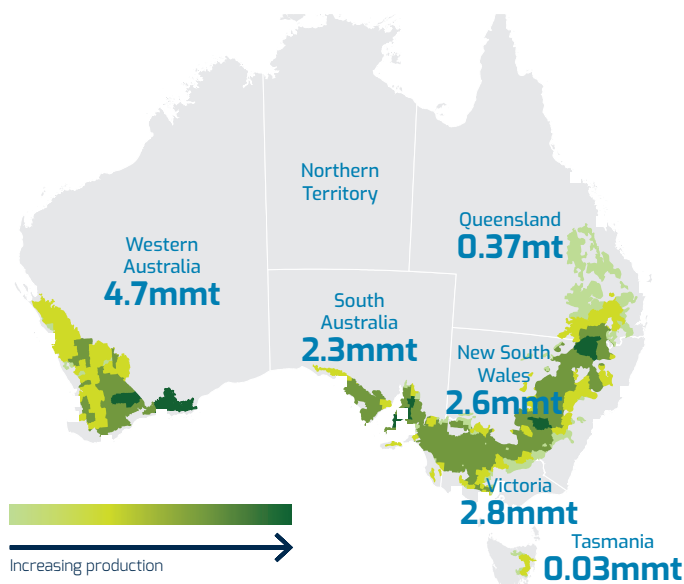 Northern
Territory
Queensland
0.37mt
Western
Australia
4.7mmt
South
Australia
2.3mmt
New South
Wales
2.6mmt
Victoria
2.8mmt
Tasmania
0.03mmt
Increasing production